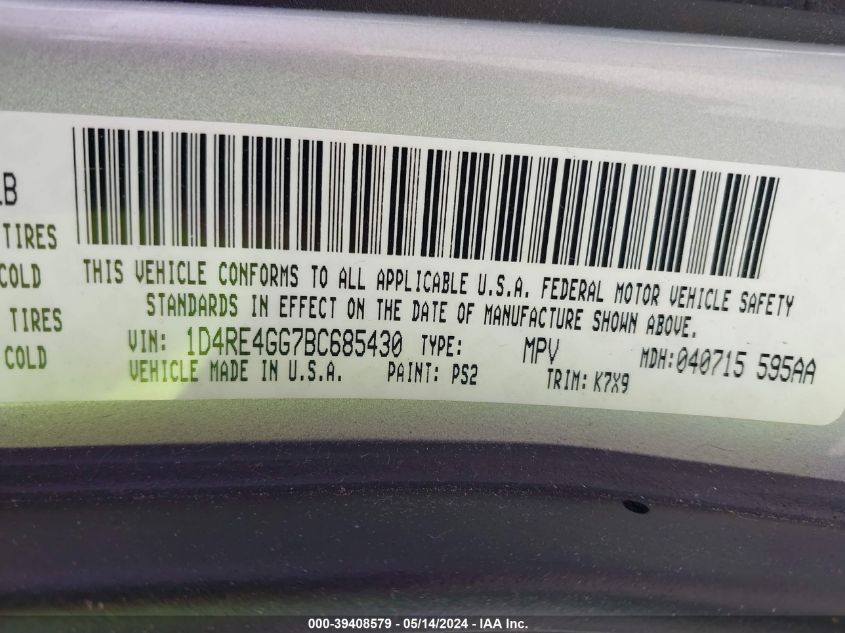 LB
TIRES
COLD
TIRES
COLD
THIS VEHICLE CONFORMS TO ALL APPLICABLE U.S.A. FEDERAL MOTOR VEHICLE SAFETY
STANDARDS IN EFFECT ON THE DATE OF MANUFACTURE SHOWN ABOVE.
VIN: 1D4RE4GG7BC685430 TYPE: MPV MDH:040715 595AA
VEHICLE MADE IN U.S.A. PAINT: PS2 TRIM: K7X9
000-39408579 - 05/14/2024 - IAA Inc.